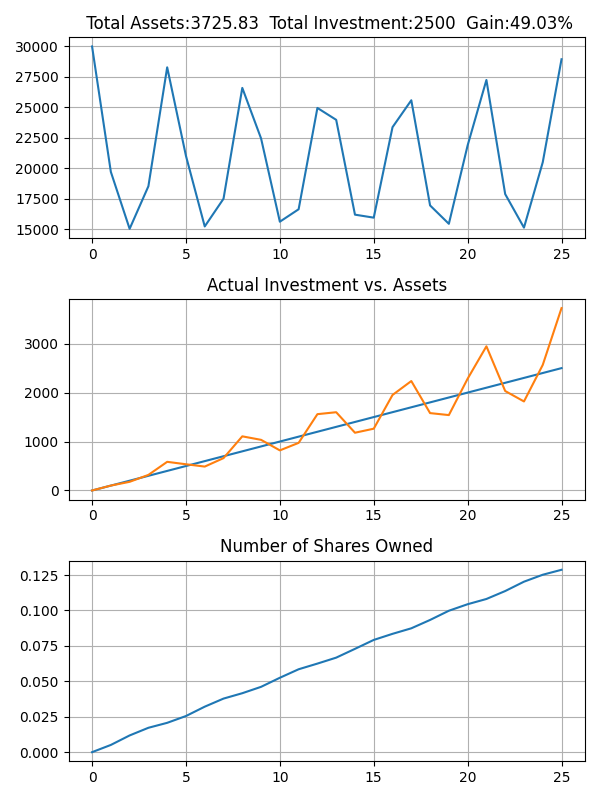 Total Assets:3725.83  Total Investment:2500  Gain:49.03%
30000
27500
25000
22500
20000
17500
15000
0 5 10 15 20 25
Actual Investment vs. Assets
3000
2000
1000
0
0 5 10 15 20 25
Number of Shares Owned
0.125
0.100
0.075
0.050
0.025
0.000
0 5 10 15 20 25